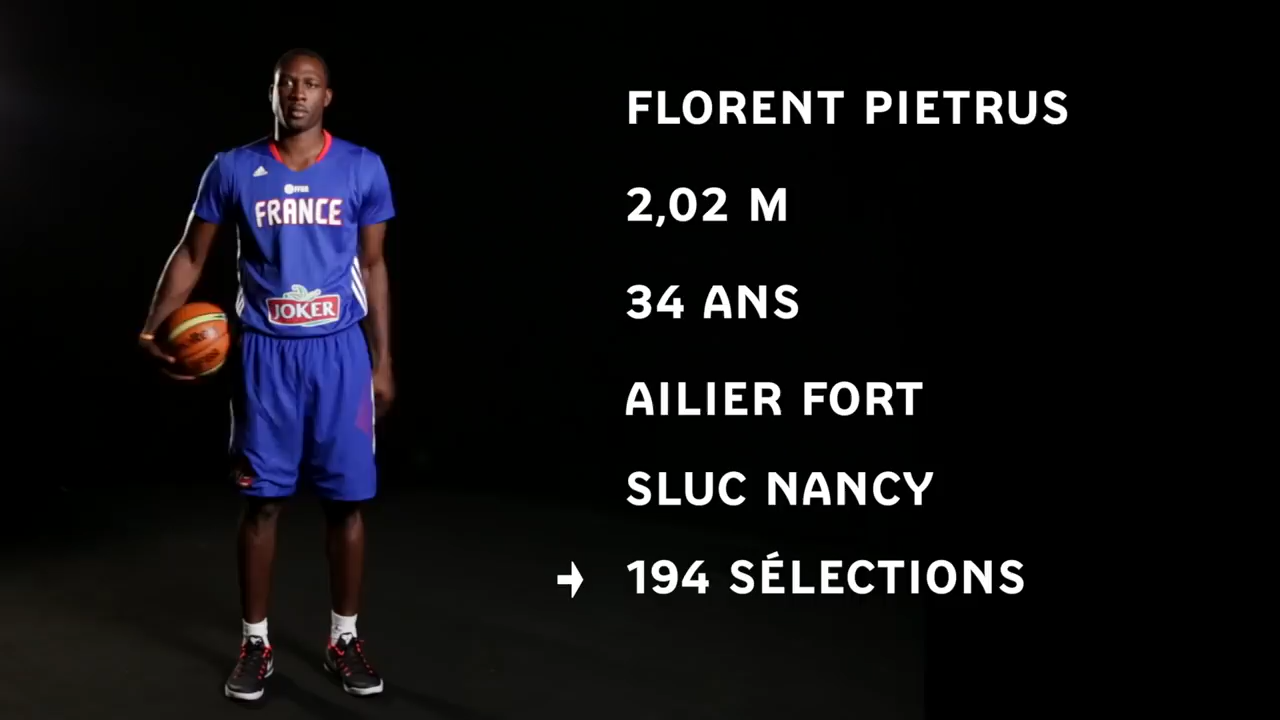 FLORENT PIETRUS
2,02 M
34 ANS
AILIER FORT
SLUC NANCY
194 SÉLECTIONS
FRANCE
JOKER